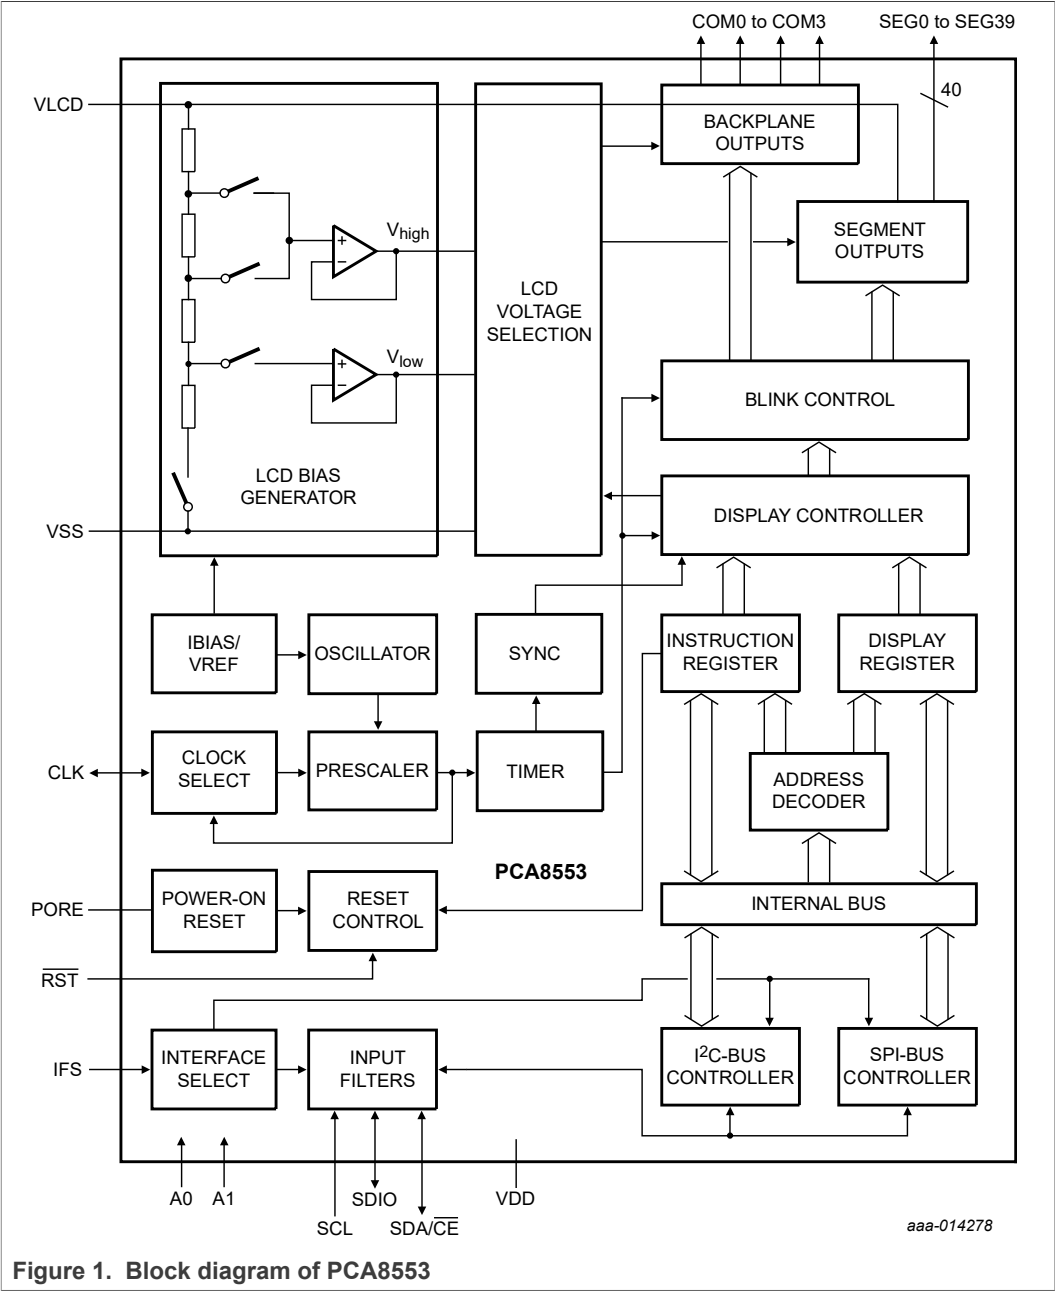 COM0 to COM3
SEG0 to SEG39
40
VLCD
BACKPLANE
OUTPUTS
SEGMENT
OUTPUTS
Vhigh
LCD
VOLTAGE
SELECTION
Vlow
BLINK CONTROL
LCD BIAS
GENERATOR
DISPLAY CONTROLLER
VSS
IBIAS/
VREF
OSCILLATOR
SYNC
INSTRUCTION
REGISTER
DISPLAY
REGISTER
CLK
CLOCK
SELECT
PRESCALER
TIMER
ADDRESS
DECODER
PCA8553
PORE
POWER-ON
RESET
RESET
CONTROL
INTERNAL BUS
RST
IFS
INTERFACE
SELECT
INPUT
FILTERS
I2C-BUS
CONTROLLER
SPI-BUS
CONTROLLER
A0
A1
SCL
SDIO
SDA/CE
VDD
aaa-014278
Figure 1. Block diagram of PCA8553